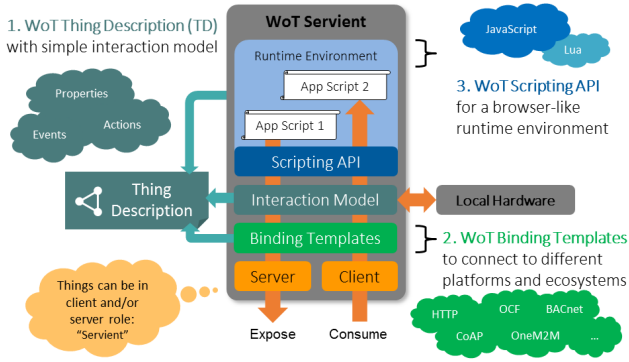 1. WoT Thing Description (TD)
with simple interaction model
Properties
Events
Actions
WoT Servient
Runtime Environment
App Script 2
App Script 1
Scripting API
Interaction Model
Binding Templates
Server
Client
Expose
Consume
Thing
Description
Things can be in
client and/or
server role:
“Servient”
JavaScript
Lua
3. WoT Scripting API
for a browser-like
runtime environment
Local Hardware
2. WoT Binding Templates
to connect to different
platforms and ecosystems
HTTP
OCF
BACnet
CoAP
OneM2M
...